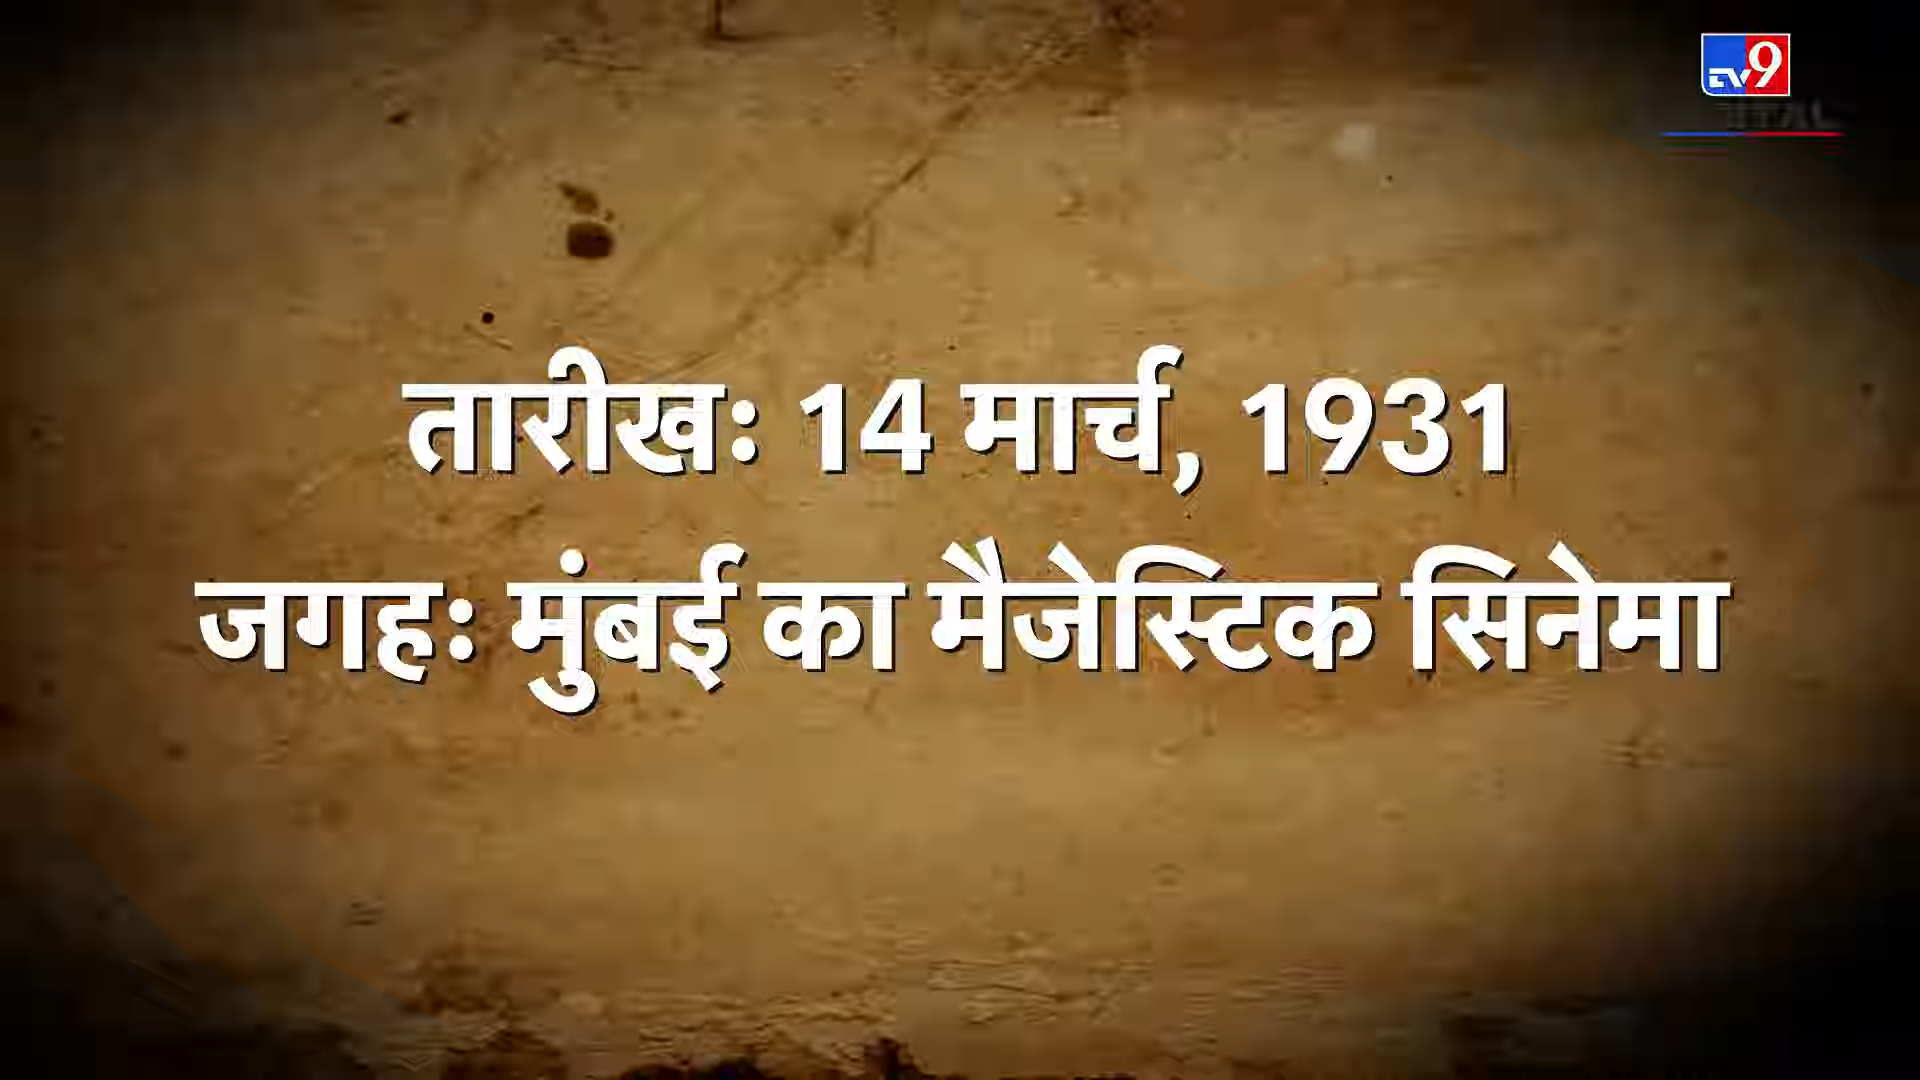 TV9
तारीखः 14 मार्च, 1931
जगहः मुंबई का मैजेस्टिक सिनेमा